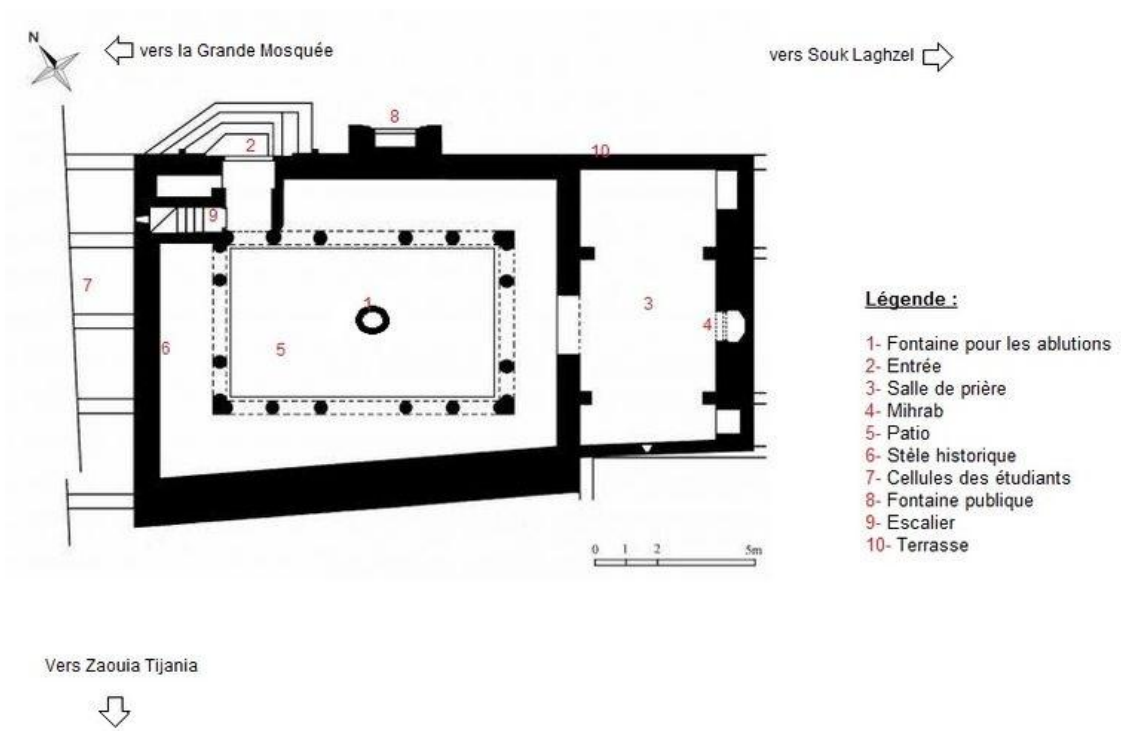 N
vers la Grande Mosquée
vers Souk Laghzel
8
2
10
9
7
1
3
4
6
5
Légende :
1- Fontaine pour les ablutions
2- Entrée
3- Salle de prière
4- Mihrab
5- Patio
6- Stèle historique
7- Cellules des étudiants
8- Fontaine publique
9- Escalier
10- Terrasse
0 1 2 5m
Vers Zaouia Tijania